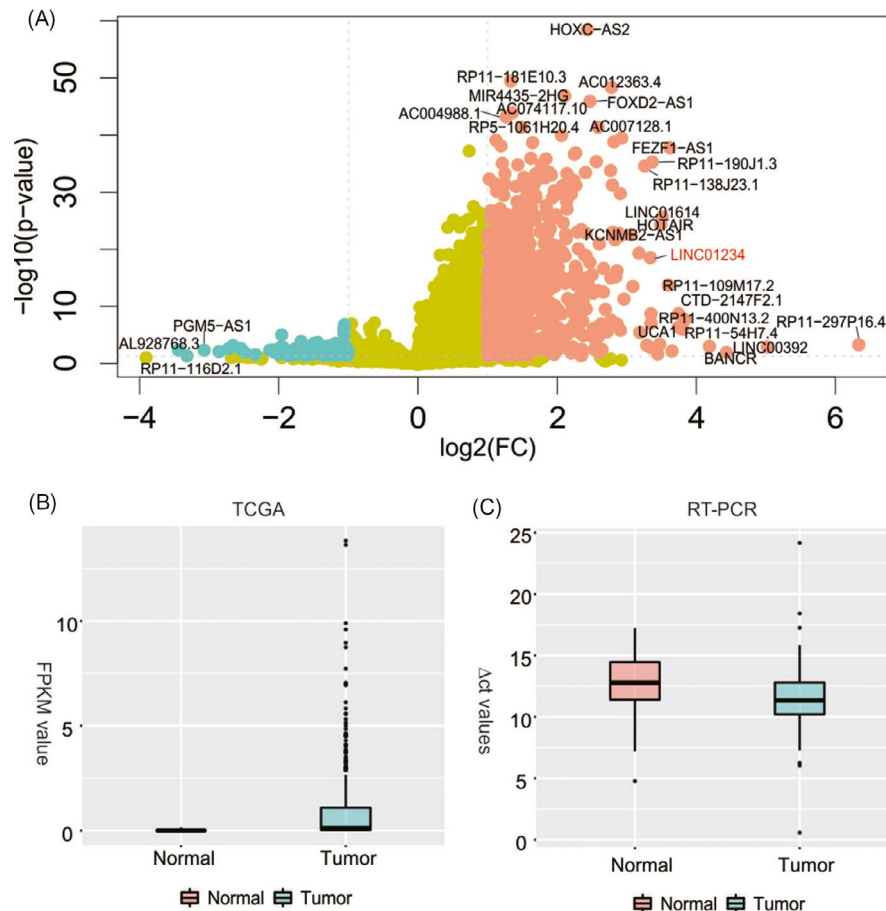 (A)
HOXC-AS2
RP11-181E10.3
AC012363.4
MIR4435-2HG
FOXD2-AS1
AC074117.10
AC004988.1
RP5-1061H20.4
AC007128.1
FEZF1-AS1
RP11-190J1.3
RP11-138J23.1
LINC01614
HOTAIR
KCNMB2-AS1
LINC01234
RP11-109M17.2
CTD-2147F2.1
RP11-400N13.2
RP11-297P16.4
UCA1
RP11-54H7.4
LINC00392
BANCR
PGM5-AS1
AL928768.3
RP11-116D2.1
50
30
10
0
-log10(p-value)
-4
-2
0
2
4
6
log2(FC)
(B)
TCGA
10
5
0
FPKM value
Normal
Tumor
Normal
Tumor
(C)
RT-PCR
25
20
15
10
5
0
Δct values
Normal
Tumor
Normal
Tumor